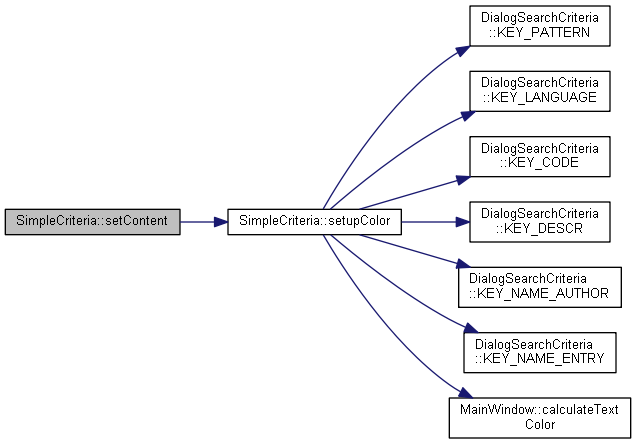 DialogSearchCriteria
::KEY_PATTERN
DialogSearchCriteria
::KEY_LANGUAGE
DialogSearchCriteria
::KEY_CODE
SimpleCriteria::setContent
SimpleCriteria::setupColor
DialogSearchCriteria
::KEY_DESCR
DialogSearchCriteria
::KEY_NAME_AUTHOR
DialogSearchCriteria
::KEY_NAME_ENTRY
MainWindow::calculateText
Color